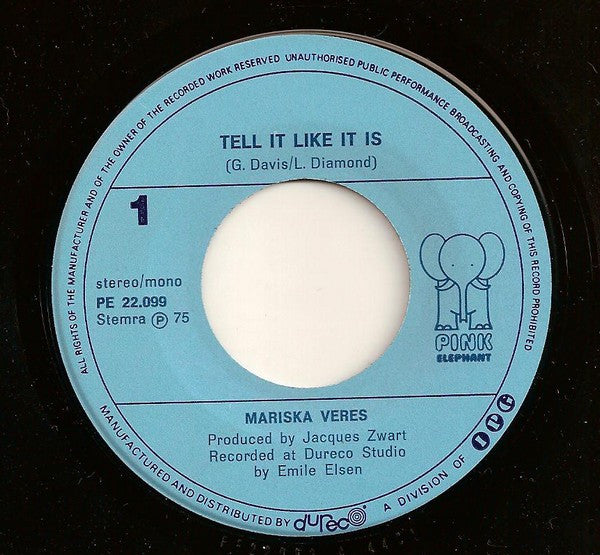 ALL RIGHTS OF THE MANUFACTURER AND OF THE OWNER OF THE RECORDED WORK RESERVED UNAUTHORISED PUBLIC PERFORMANCE BROADCASTING AND COPYING OF THIS RECORD PROHIBITED
TELL IT LIKE IT IS
(G. Davis/L. Diamond)
1
stereo/mono
PE 22.099
Stemra Ⓟ 75
PINK
ELEPHANT
MARISKA VERES
Produced by Jacques Zwart
Recorded at Dureco Studio
by Emile Elsen
MANUFACTURED AND DISTRIBUTED BY dureco A DIVISION OF